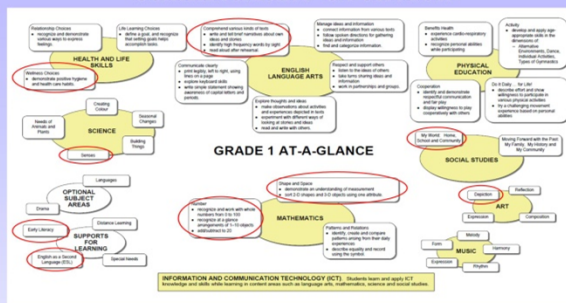 Relationship Choices
• recognize and demonstrate
various ways to express
feelings.
Life Learning Choices
• define a goal, and recognize
that setting goals helps
accomplish tasks.
HEALTH AND LIFE
SKILLS
Wellness Choices
• demonstrate positive hygiene
and health care habits.
Comprehend various kinds of texts
• write and tell brief narratives about own
ideas and stories
• identify high frequency words by sight
• read aloud after rehearsal
Manage ideas and information
• connect information from various texts
• follow spoken directions for gathering
ideas and information
• find and categorize information
Communicate clearly
• print legibly, left to right, using
lines on a page
• explore keyboard skills
• write simple statement showing
awareness of capital letters and
periods.
ENGLISH
LANGUAGE ARTS
Respect and support others
• listen to the ideas of others
• take turns sharing ideas and
information
• work in partnerships and groups.
Explore thoughts and ideas
• make observations about activities
and experiences depicted in texts
• experiment with different ways of
looking at stories and ideas
• read and write with others.
Benefits Health
• experience cardio-respiratory
activities
• recognize personal abilities
while participating
Activity
• develop and apply age-
appropriate skills in the
dimensions of
Alternative
Environments, Dance,
Individual Activities,
Types of Gymnastics
PHYSICAL
EDUCATION
Cooperation
• identify and demonstrate
respectful communication
and fair play
• display willingness to play
cooperatively with others
Do it Daily ... for Life!
• describe effort and show
willingness to participate in
various physical activities
• try a challenging movement
experience based on personal
abilities
Creating
Colour
Seasonal
Changes
Needs of
Animals and
Plants
SCIENCE
Building
Things
Senses
GRADE 1 AT-A-GLANCE
My World: Home,
School and Community
Moving Forward with the Past:
My Family, My History and
My Community
SOCIAL STUDIES
Languages
OPTIONAL
SUBJECT
AREAS
Drama
Early Literacy
Distance Learning
SUPPORTS
FOR
LEARNING
English as a Second
Language (ESL)
Special Needs
Shape and Space
• demonstrate an understanding of measurement
• sort 2-D shapes and 3-D objects using one attribute.
Number
• recognize and work with whole
numbers from 0 to 100
• recognize at a glance
arrangements of 1–10 objects
• add/subtract to 20
MATHEMATICS
Patterns and Relations
• identify, create and compare
patterns arising from their daily
experiences
• describe equality and record
using the symbol.
Depiction
Reflection
ART
Expression
Composition
Melody
Form
Harmony
MUSIC
Expression
Rhythm
INFORMATION AND COMMUNICATION TECHNOLOGY (ICT) Students learn and apply ICT
knowledge and skills while learning in content areas such as language arts, mathematics, science and social studies.